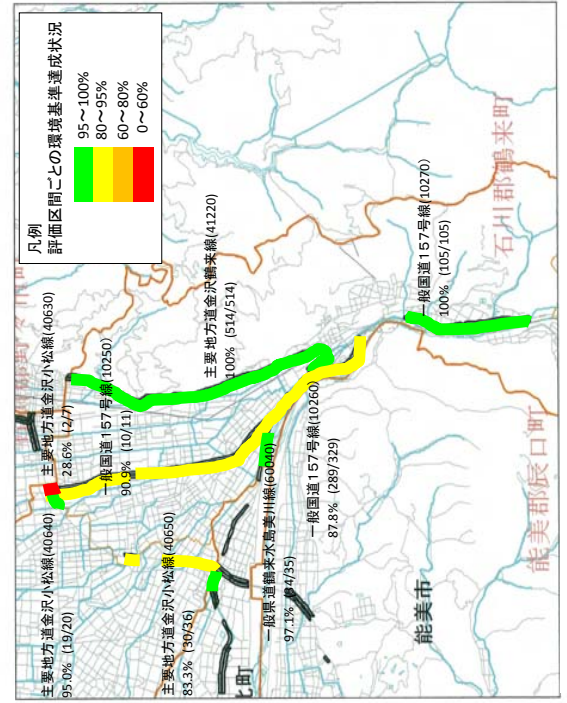 凡例
評価区間ごとの環境基準達成状況
95～100%
80～95%
60～80%
0～60%
主要地方道金沢小松線(40640)
95.0% (19/20)
主要地方道金沢小松線(40630)
28.6% (2/7)
一般国道157号線(10250)
90.9% (10/11)
主要地方道金沢小松線(40650)
83.3% (30/36)
主要地方道金沢鶴来線(41220)
100% (514/514)
一般県道鶴来水島美川線(60040)
97.1% (34/35)
一般国道157号線(10260)
87.8% (289/329)
一般国道157号線(10270)
100% (105/105)
石川郡鶴来町
能美郡辰口町
能美市